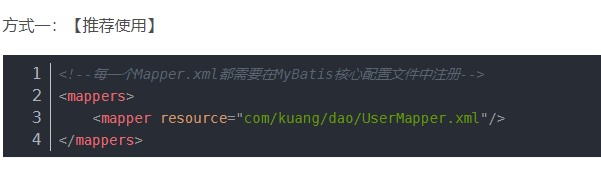 方式一：【推荐使用】
1 <!--每一个Mapper.xml都需要在MyBatis核心配置文件中注册-->
2 <mappers>
3     <mapper resource="com/kuang/dao/UserMapper.xml"/>
4 </mappers>